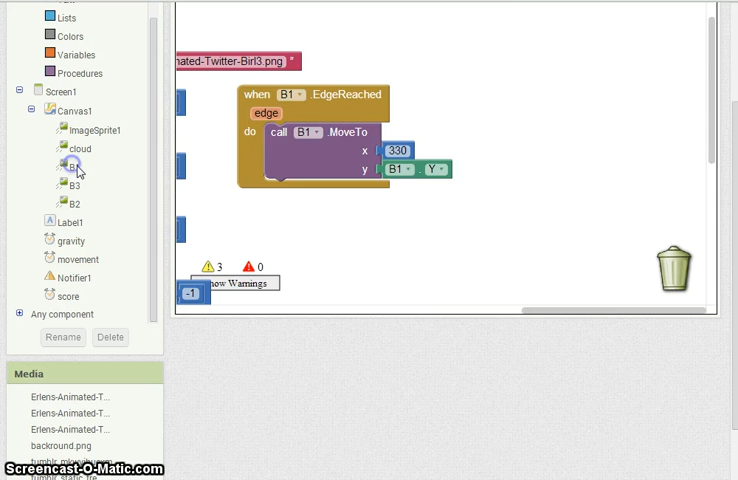 Lists
Colors
Variables
Procedures
Screen1
Canvas1
ImageSprite1
cloud
B3
B2
Label1
gravity
movement
Notifier1
score
Any component
Rename Delete
Media
Erlens-Animated-T...
Erlens-Animated-T...
Erlens-Animated-T...
backround.png
nated-Twitter-Birl3.png "
when B1 .EdgeReached
edge
do call B1 .MoveTo
x 330
y B1 . Y
3 0
how Warnings
-1
Screencast-O-Matic.com